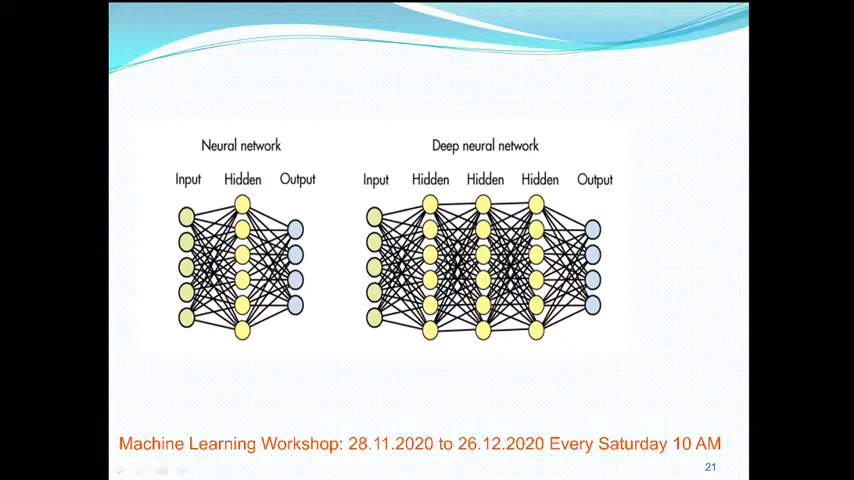 Neural network
Deep neural network
Input Hidden Output
Input Hidden Hidden Hidden Output
Machine Learning Workshop: 28.11.2020 to 26.12.2020 Every Saturday 10 AM
21